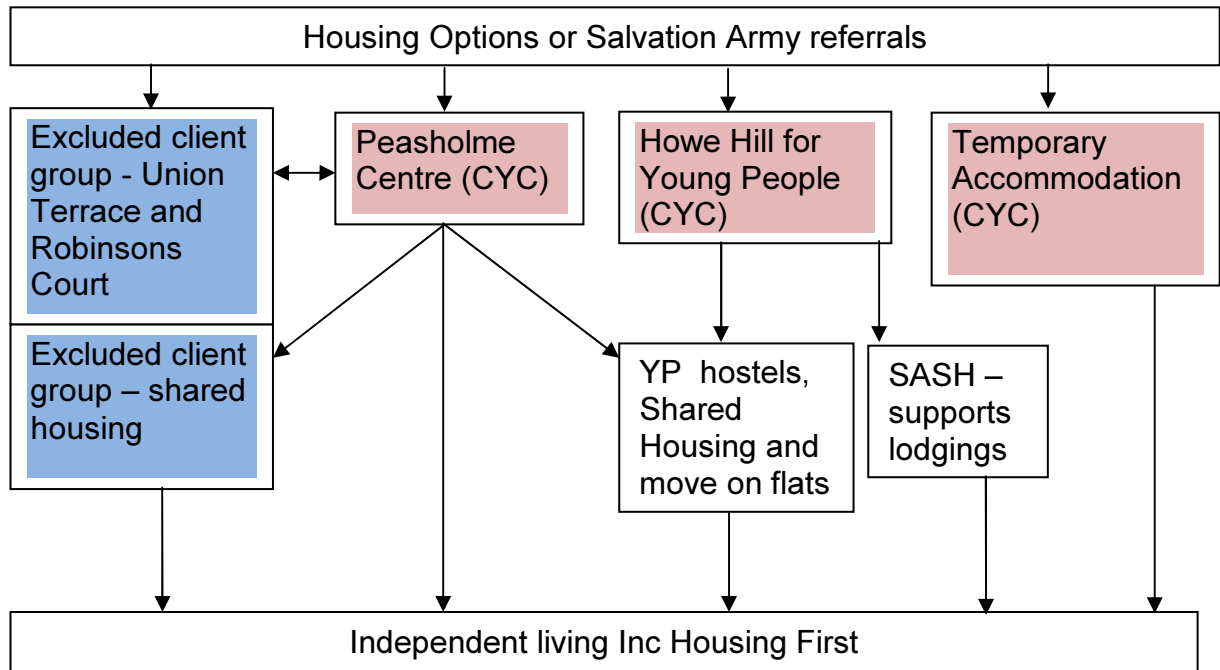 Housing Options or Salvation Army referrals
Excluded client
group - Union
Terrace and
Robinsons
Court
Peasholme
Centre (CYC)
Howe Hill for
Young People
(CYC)
Temporary
Accommodation
(CYC)
Excluded client
group – shared
housing
YP hostels,
Shared
Housing and
move on flats
SASH –
supports
lodgings
Independent living Inc Housing First